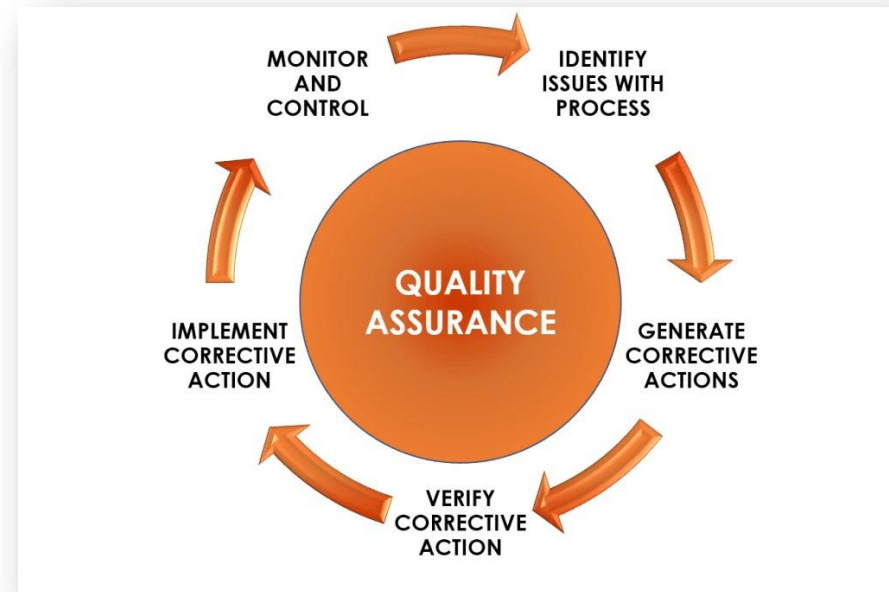 MONITOR
AND
CONTROL
IDENTIFY
ISSUES WITH
PROCESS
QUALITY
ASSURANCE
GENERATE
CORRECTIVE
ACTIONS
VERIFY
CORRECTIVE
ACTION
IMPLEMENT
CORRECTIVE
ACTION